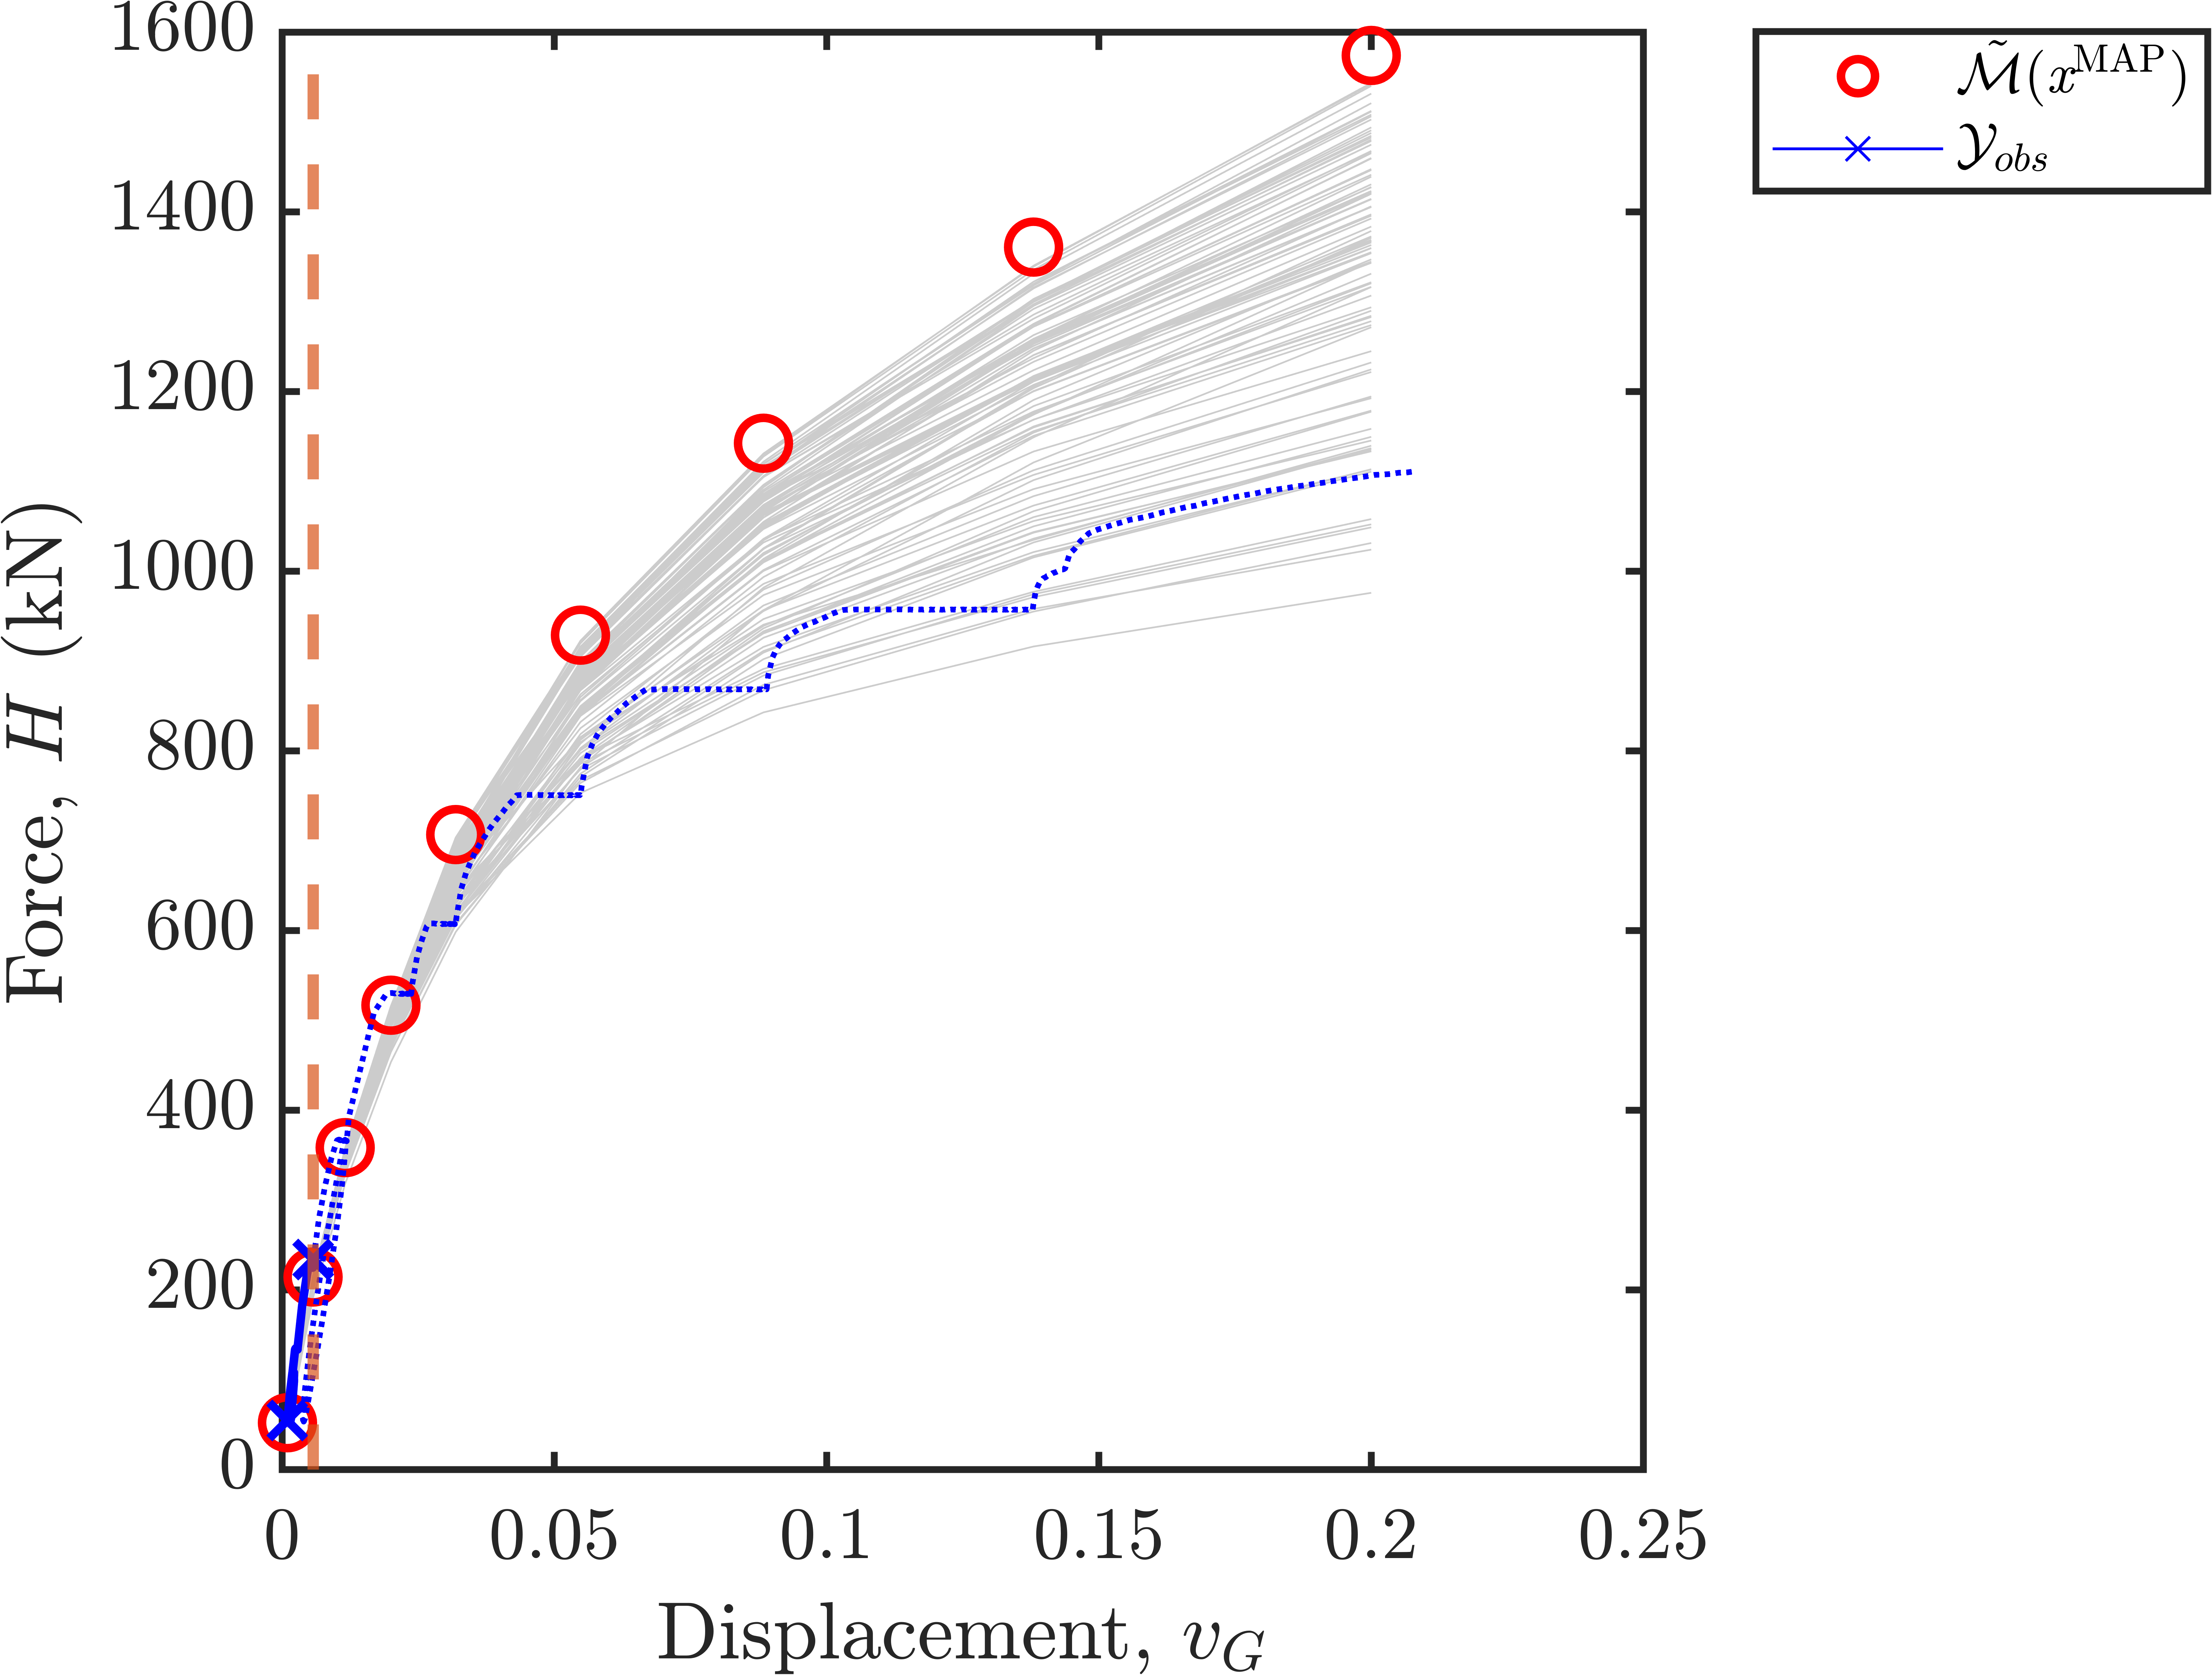 1600
1400
1200
1000
800
600
400
200
0
Force, H (kN)
0 0.05 0.1 0.15 0.2 0.25
Displacement, v_G
𝓜̃(x^MAP)
𝒴_obs